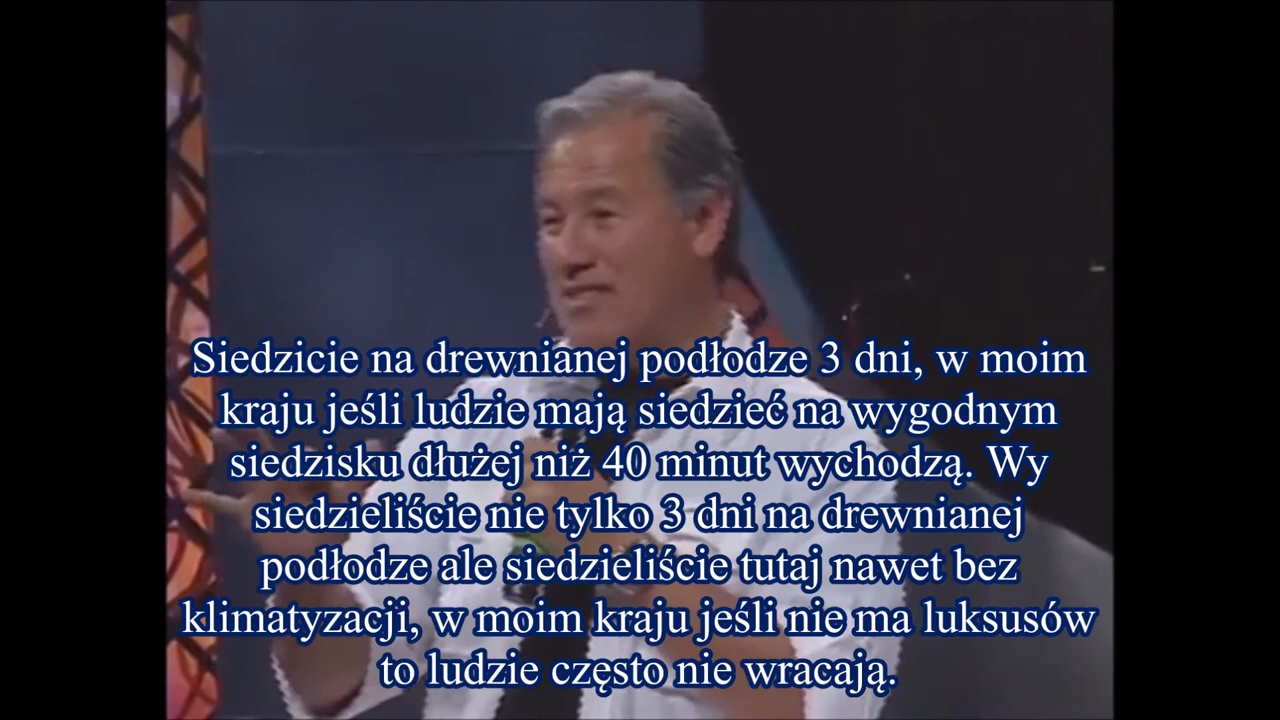 Siedzicie na drewnianej podłodze 3 dni, w moim
kraju jeśli ludzie mają siedzieć na wygodnym
siedzisku dłużej niż 40 minut wychodzą. Wy
siedzieliście nie tylko 3 dni na drewnianej
podłodze ale siedzieliście tutaj nawet bez
klimatyzacji, w moim kraju jeśli nie ma luksusów
to ludzie często nie wracają.